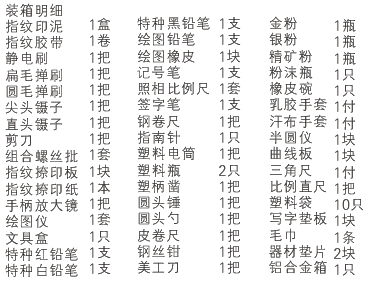 装箱明细
指纹印泥 1盒
指纹胶带 1卷
静电刷 1把
扁毛掸刷 1把
圆毛掸刷 1把
尖头镊子 1把
直头镊子 1把
剪刀 1把
组合螺丝批 1套
指纹捺印板 1块
指纹捺印纸 1本
手柄放大镜 1把
绘图仪 1套
文具盒 1只
特种红铅笔 1支
特种白铅笔 1支
特种黑铅笔 1支
绘图铅笔 1支
绘图橡皮 1块
记号笔 1支
照相比例尺 1套
签字笔 1支
钢卷尺 1把
指南针 1只
塑料电筒 1把
塑料瓶 2只
塑柄凿 1把
圆头锤 1把
圆头勺 1把
皮卷尺 1把
钢丝钳 1把
美工刀 1把
金粉 1瓶
银粉 1瓶
精矿粉 1瓶
粉沫瓶 1只
橡皮碗 1只
乳胶手套 1付
汗布手套 1付
半圆仪 1块
曲线板 1块
三角尺 1付
比例直尺 1把
塑料袋 10只
写字垫板 1块
毛巾 1条
器材垫片 2块
铝合金箱 1只